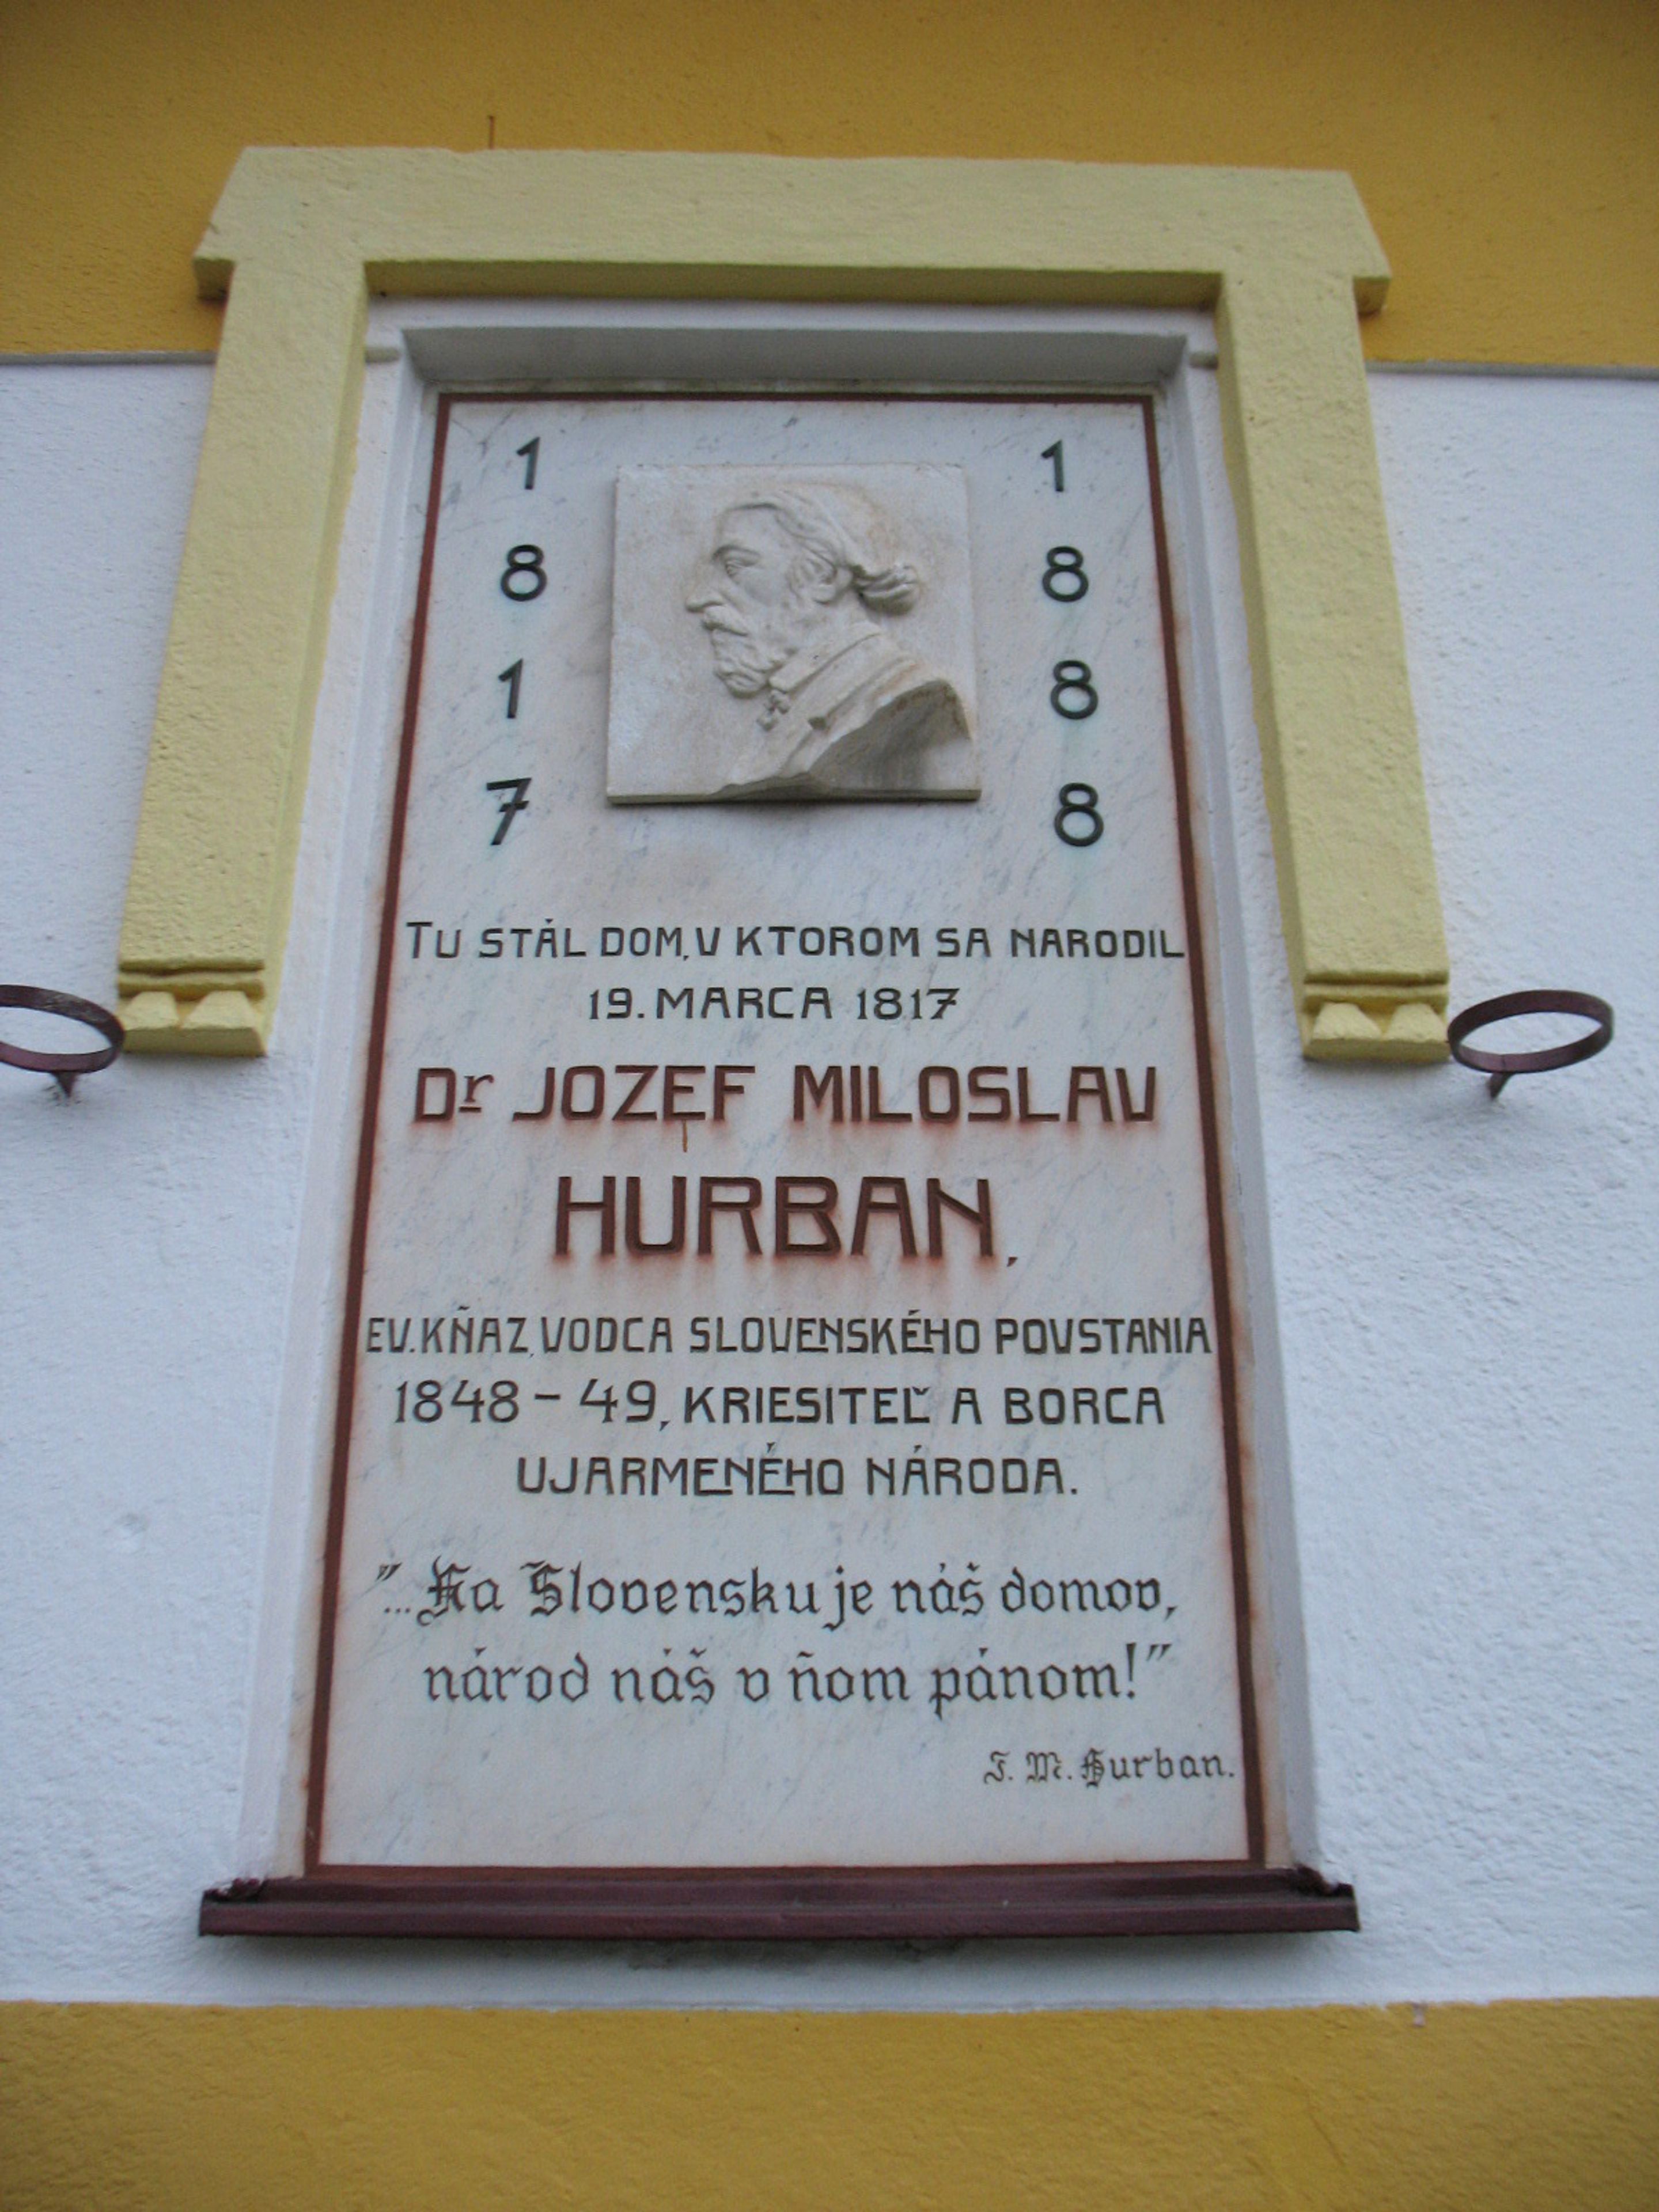 1817
1888
TU STÁL DOM, V KTOROM SA NARODIL
19. MARCA 1817
Dr JOZEF MILOSLAV
HURBAN,
EV. KŇAZ, VODCA SLOVENSKÉHO POVSTANIA
1848 - 49, KRIESITEĽ A BORCA
UJARMENÉHO NÁRODA.
"... Na Slovensku je náš domov,
národ náš v ňom pánom!"
J. M. Hurban.